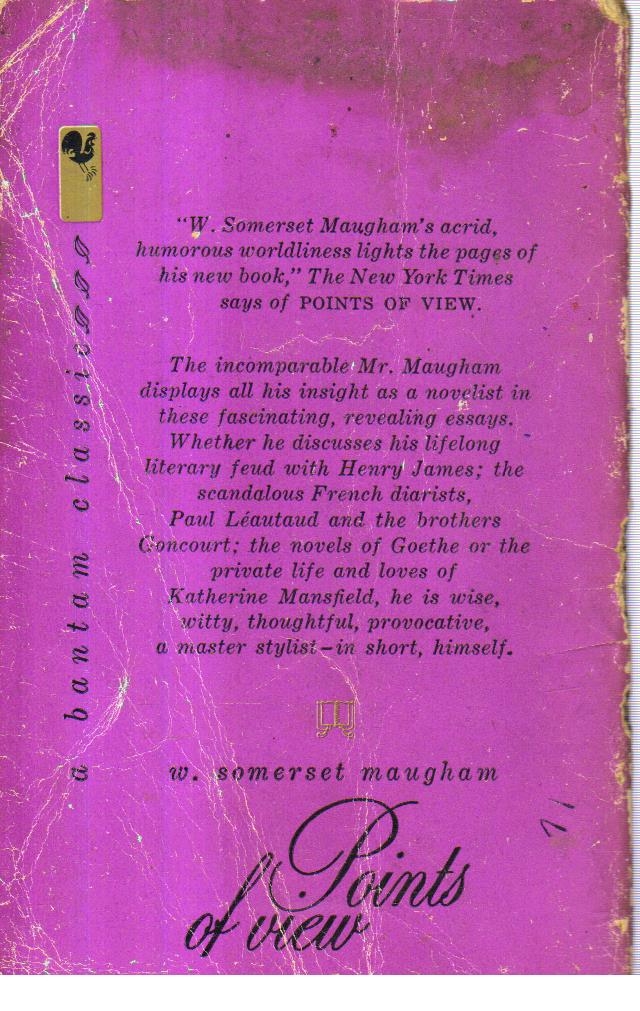 "W. Somerset Maugham's acrid,
humorous worldliness lights the pages of
his new book," The New York Times
says of POINTS OF VIEW.
The incomparable Mr. Maugham
displays all his insight as a novelist in
these fascinating, revealing essays.
Whether he discusses his lifelong
literary feud with Henry James; the
scandalous French diarists,
Paul Léautaud and the brothers
Goncourt; the novels of Goethe or the
private life and loves of
Katherine Mansfield, he is wise,
witty, thoughtful, provocative,
a master stylist–in short, himself.
w. somerset maugham
Points
of view
a bantam classic